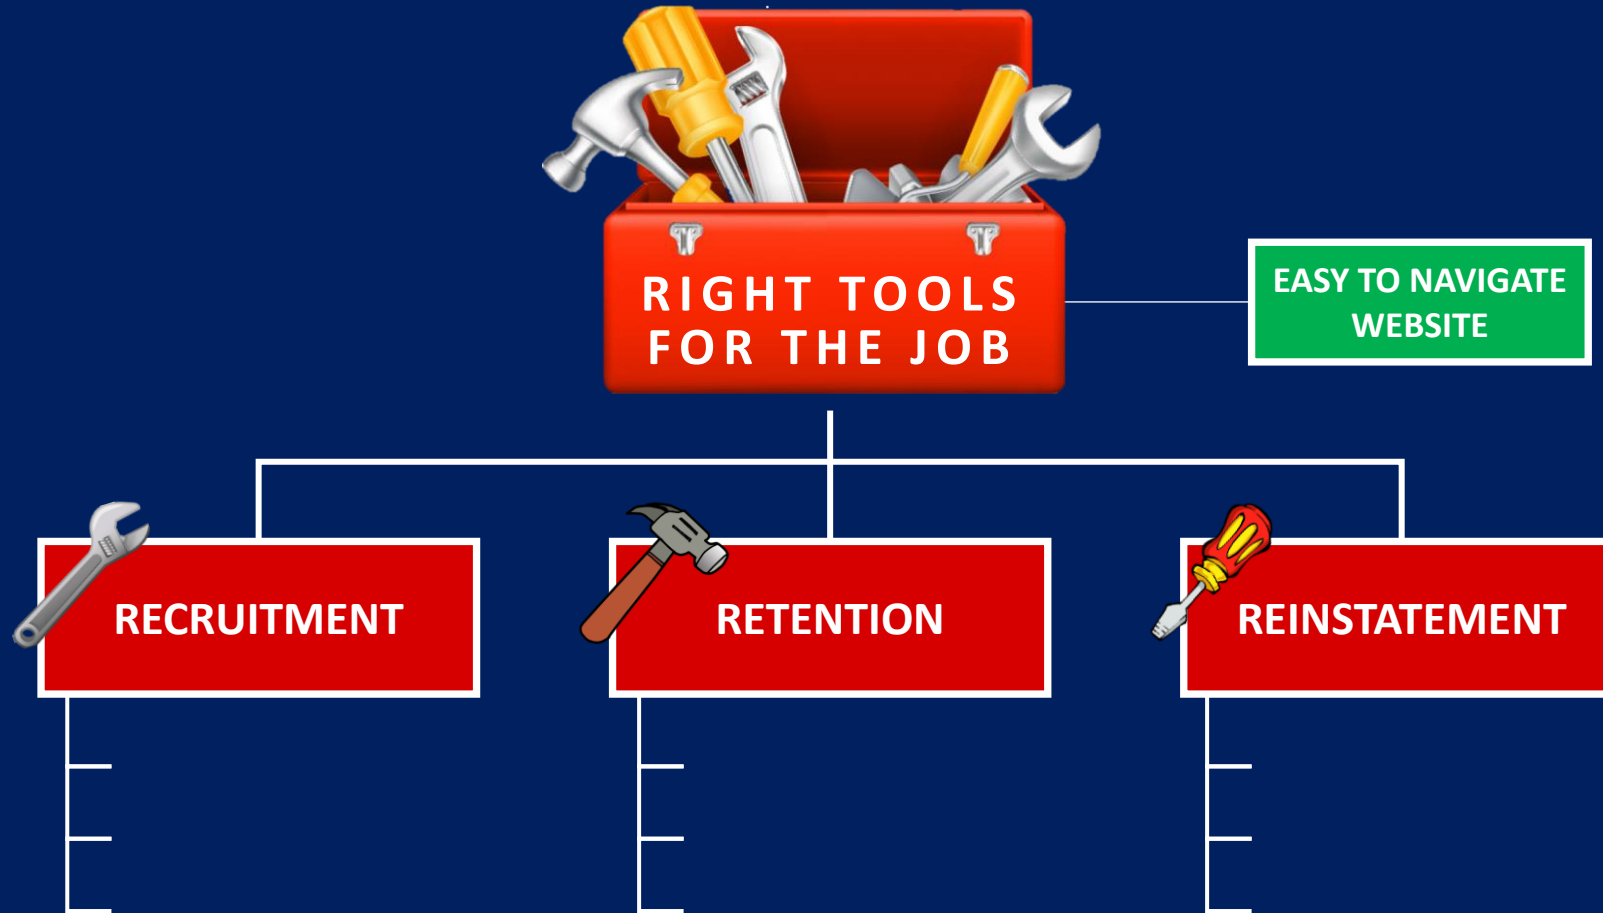 RIGHT TOOLS
FOR THE JOB
EASY TO NAVIGATE
WEBSITE
RECRUITMENT
RETENTION
REINSTATEMENT